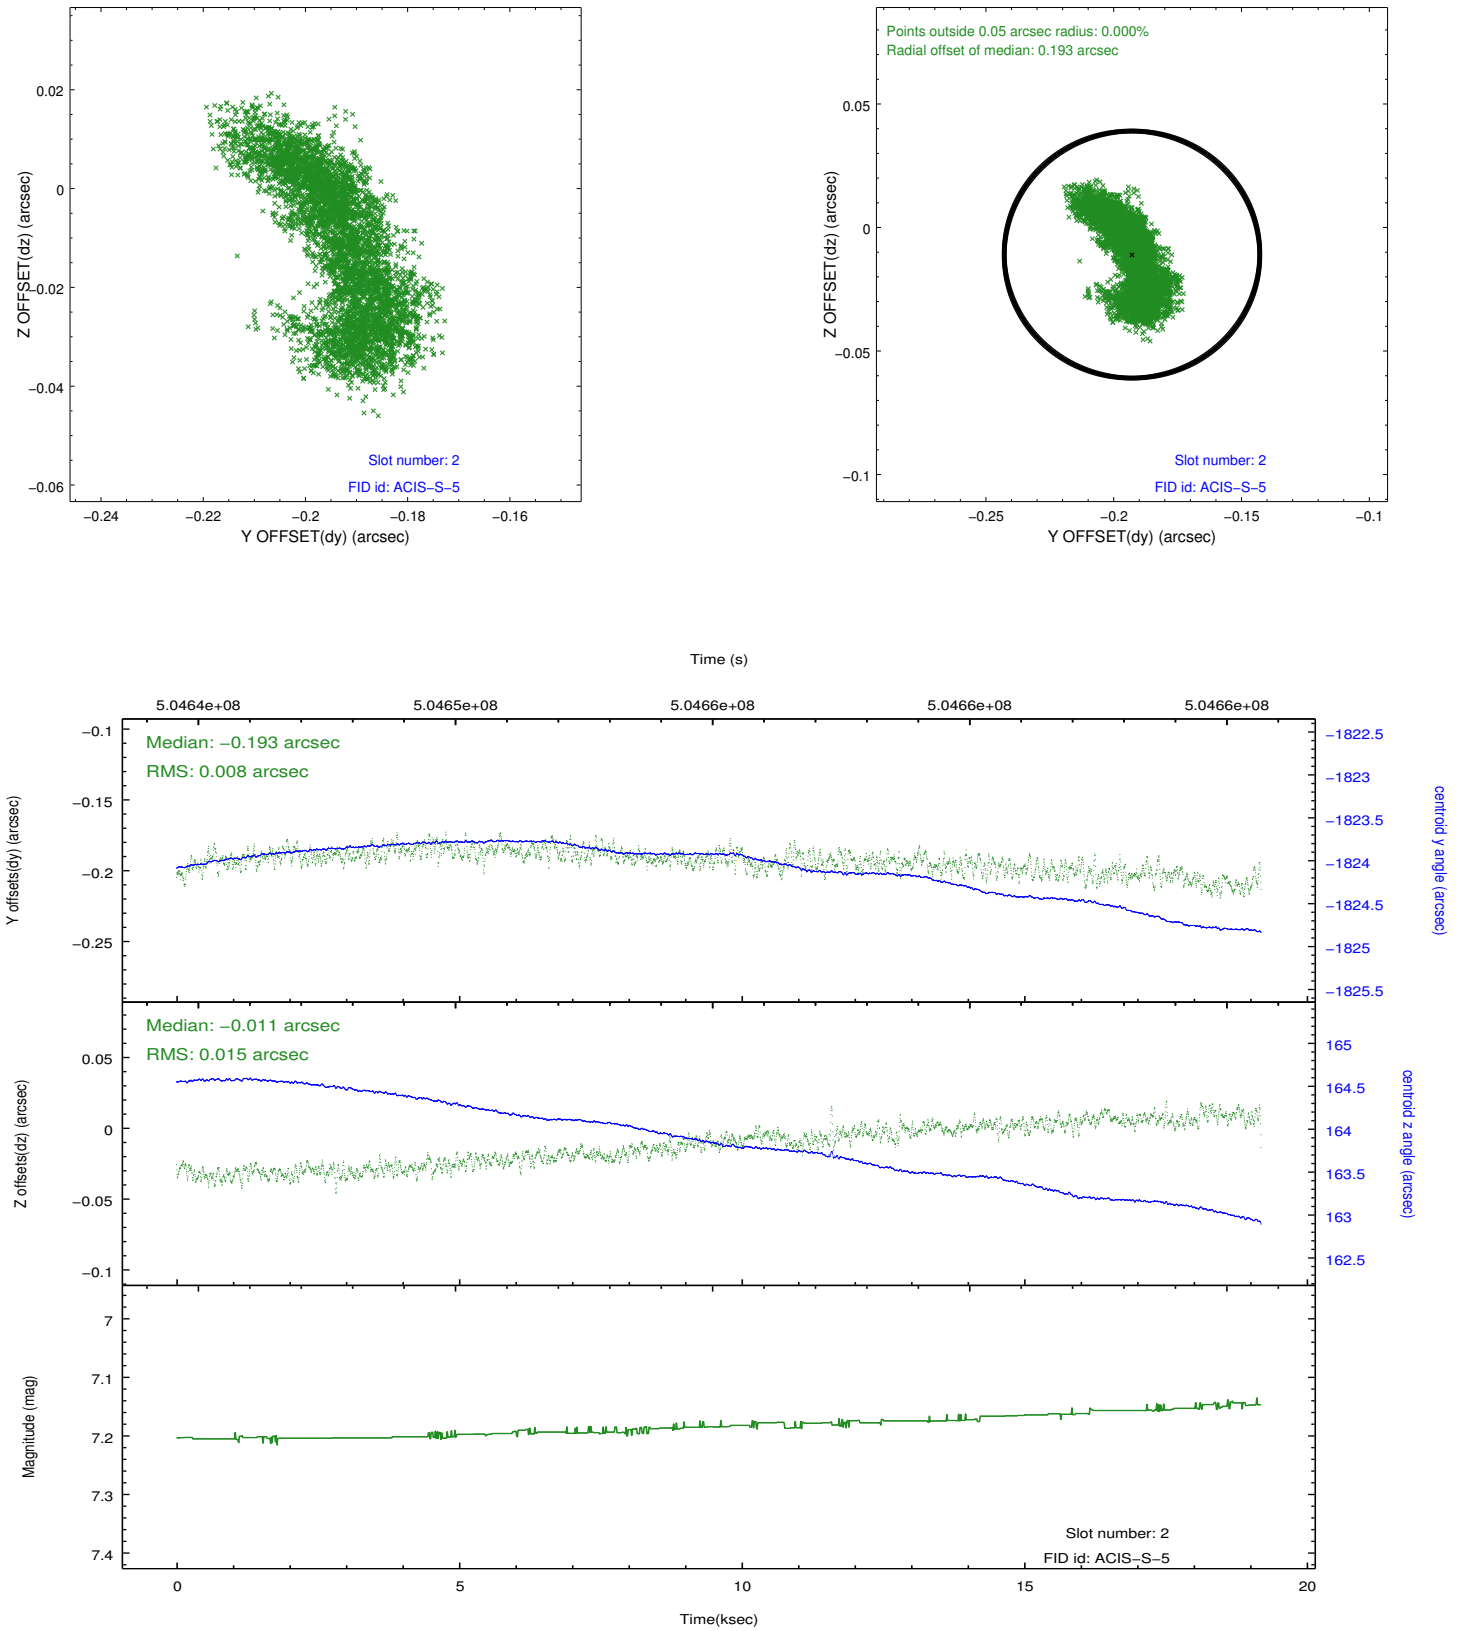 0.02
0
−0.02
−0.04
−0.06
Z OFFSET(dz) (arcsec)
Slot number: 2
FID id: ACIS−S−5
−0.24
−0.22
−0.2
−0.18
−0.16
Y OFFSET(dy) (arcsec)
Points outside 0.05 arcsec radius: 0.000%
Radial offset of median: 0.193 arcsec
0.05
0
−0.05
−0.1
Z OFFSET(dz) (arcsec)
Slot number: 2
FID id: ACIS−S−5
−0.25
−0.2
−0.15
−0.1
Y OFFSET(dy) (arcsec)
Time (s)
5.0464e+08
5.0465e+08
5.0466e+08
5.0466e+08
5.0466e+08
Median: −0.193 arcsec
RMS: 0.008 arcsec
−0.1
−0.15
−0.2
−0.25
Y offsets(dy) (arcsec)
−1822.5
−1823
−1823.5
−1824
−1824.5
−1825
−1825.5
centroid y angle (arcsec)
Median: −0.011 arcsec
RMS: 0.015 arcsec
0.05
0
−0.05
−0.1
Z offsets(dz) (arcsec)
165
164.5
164
163.5
163
162.5
centroid z angle (arcsec)
7
7.1
7.2
7.3
7.4
Magnitude (mag)
Slot number: 2
FID id: ACIS−S−5
0
5
10
15
20
Time(ksec)